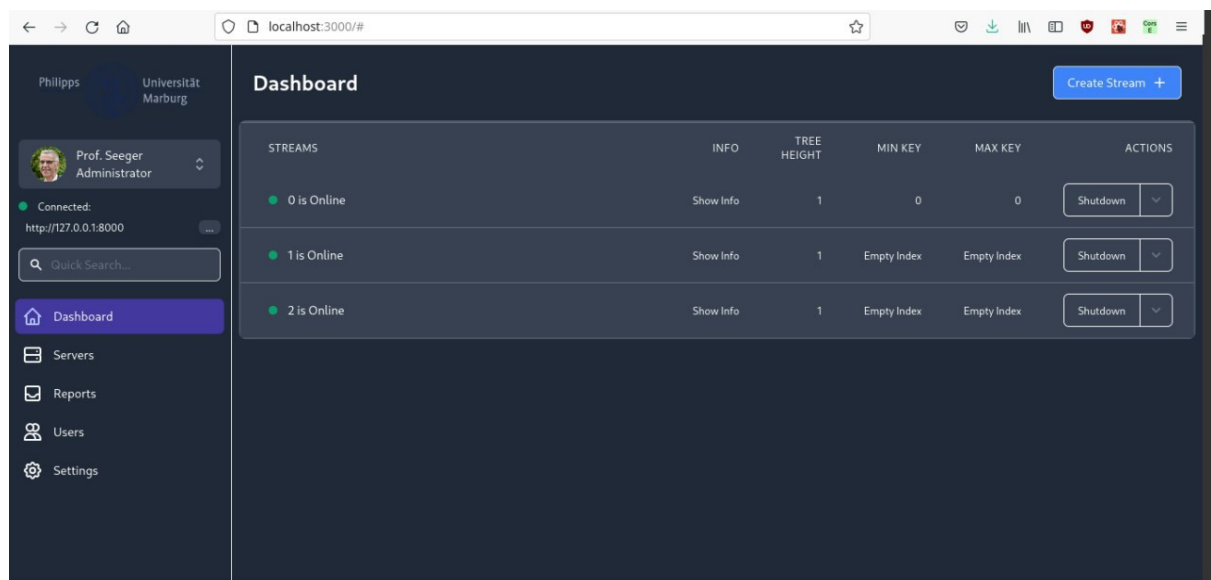 localhost:3000/#
Philipps Universität
Marburg
Dashboard
Create Stream +
Prof. Seeger
Administrator
Connected:
http://127.0.0.1:8000
...
Quick Search...
Dashboard
Servers
Reports
Users
Settings
STREAMS INFO TREE HEIGHT MIN KEY MAX KEY ACTIONS
0 is Online Show Info 1 0 0 Shutdown
1 is Online Show Info 1 Empty Index Empty Index Shutdown
2 is Online Show Info 1 Empty Index Empty Index Shutdown